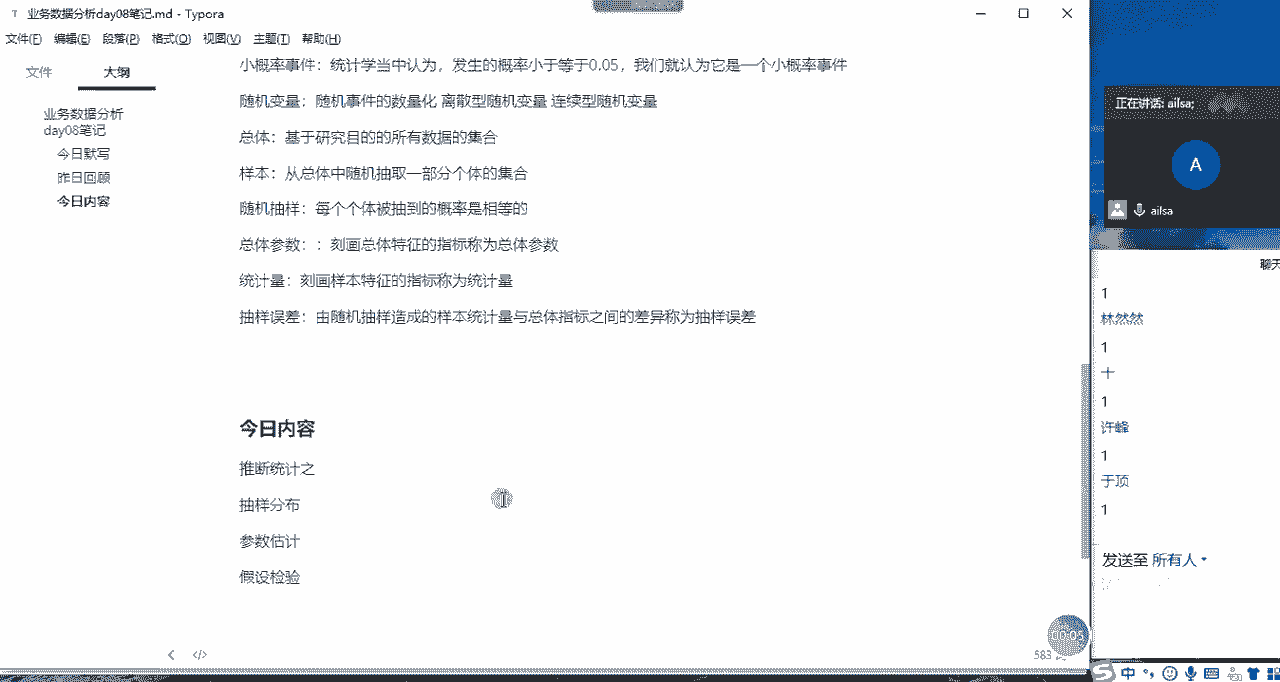 业务数据分析day08笔记.md - Typora
文件(F) 编辑(E) 段落(P) 格式(O) 视图(V) 主题(T) 帮助(H)
文件 大纲
业务数据分析
day08笔记
今日默写
昨日回顾
今日内容
小概率事件：统计学当中认为，发生的概率小于等于0.05，我们就认为它是一个小概率事件
随机变量：随机事件的数量化 离散型随机变量 连续型随机变量
总体：基于研究目的的所有数据的集合
样本：从总体中随机抽取一部分个体的集合
随机抽样：每个个体被抽到的概率是相等的
总体参数：：刻画总体特征的指标称为总体参数
统计量：刻画样本特征的指标称为统计量
抽样误差：由随机抽样造成的样本统计量与总体指标之间的差异称为抽样误差
今日内容
推断统计之
抽样分布
参数估计
假设检验
583
00:05
正在讲话: ailsa;
A
ailsa
聊天
1
林然然
1
十
1
许峰
1
于顶
1
发送至 所有人
中